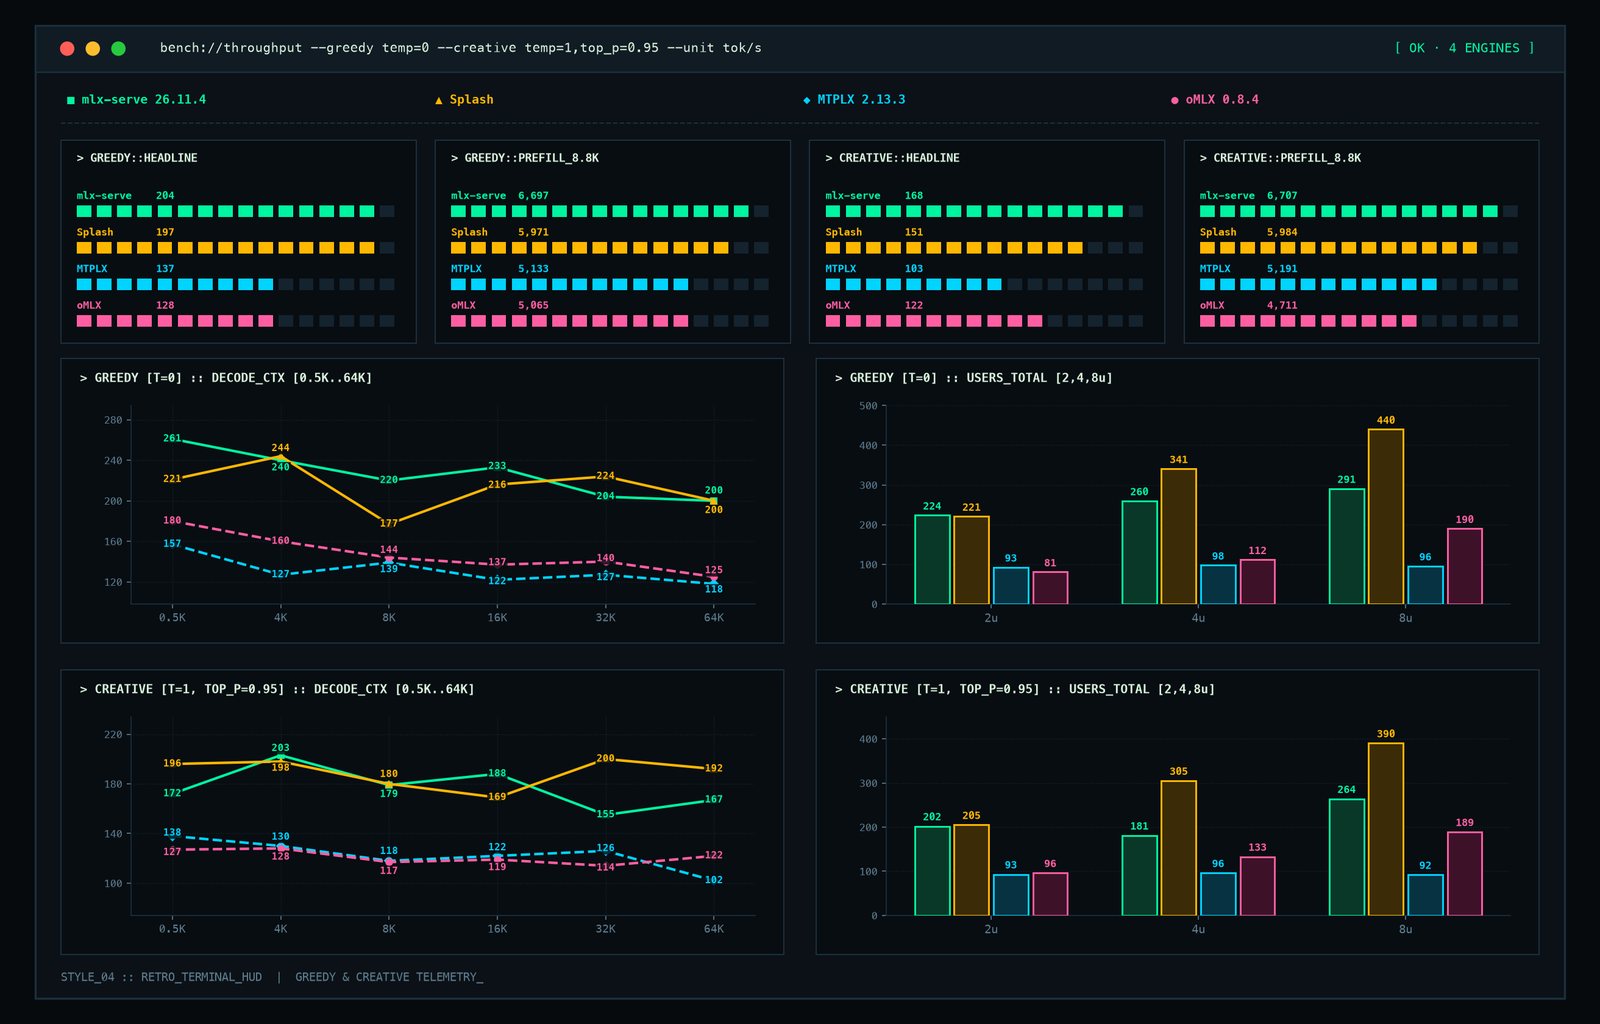 bench://throughput --greedy temp=0 --creative temp=1,top_p=0.95 --unit tok/s
[ OK · 4 ENGINES ]
■ mlx-serve 26.11.4
▲ Splash
◆ MTPLX 2.13.3
● oMLX 0.8.4
> GREEDY::HEADLINE
mlx-serve 204
Splash 197
MTPLX 137
oMLX 128
> GREEDY::PREFILL_8.8K
mlx-serve 6,697
Splash 5,971
MTPLX 5,133
oMLX 5,065
> CREATIVE::HEADLINE
mlx-serve 168
Splash 151
MTPLX 103
oMLX 122
> CREATIVE::PREFILL_8.8K
mlx-serve 6,707
Splash 5,984
MTPLX 5,191
oMLX 4,711
> GREEDY [T=0] :: DECODE_CTX [0.5K..64K]
280
240
200
160
120
261 240 220 233 204 200
221 244 177 216 224 200
180 160 144 137 140 125
157 127 139 122 127 118
0.5K 4K 8K 16K 32K 64K
> GREEDY [T=0] :: USERS_TOTAL [2,4,8u]
500
400
300
200
100
0
224 221 93 81
260 341 98 112
291 440 96 190
2u 4u 8u
> CREATIVE [T=1, TOP_P=0.95] :: DECODE_CTX [0.5K..64K]
220
180
140
100
196 198 180 169 200 192
172 203 179 188 155 167
138 130 118 122 126 102
127 128 117 119 114 122
0.5K 4K 8K 16K 32K 64K
> CREATIVE [T=1, TOP_P=0.95] :: USERS_TOTAL [2,4,8u]
400
300
200
100
0
202 205 93 96
181 305 96 133
264 390 92 189
2u 4u 8u
STYLE_04 :: RETRO_TERMINAL_HUD | GREEDY & CREATIVE TELEMETRY_